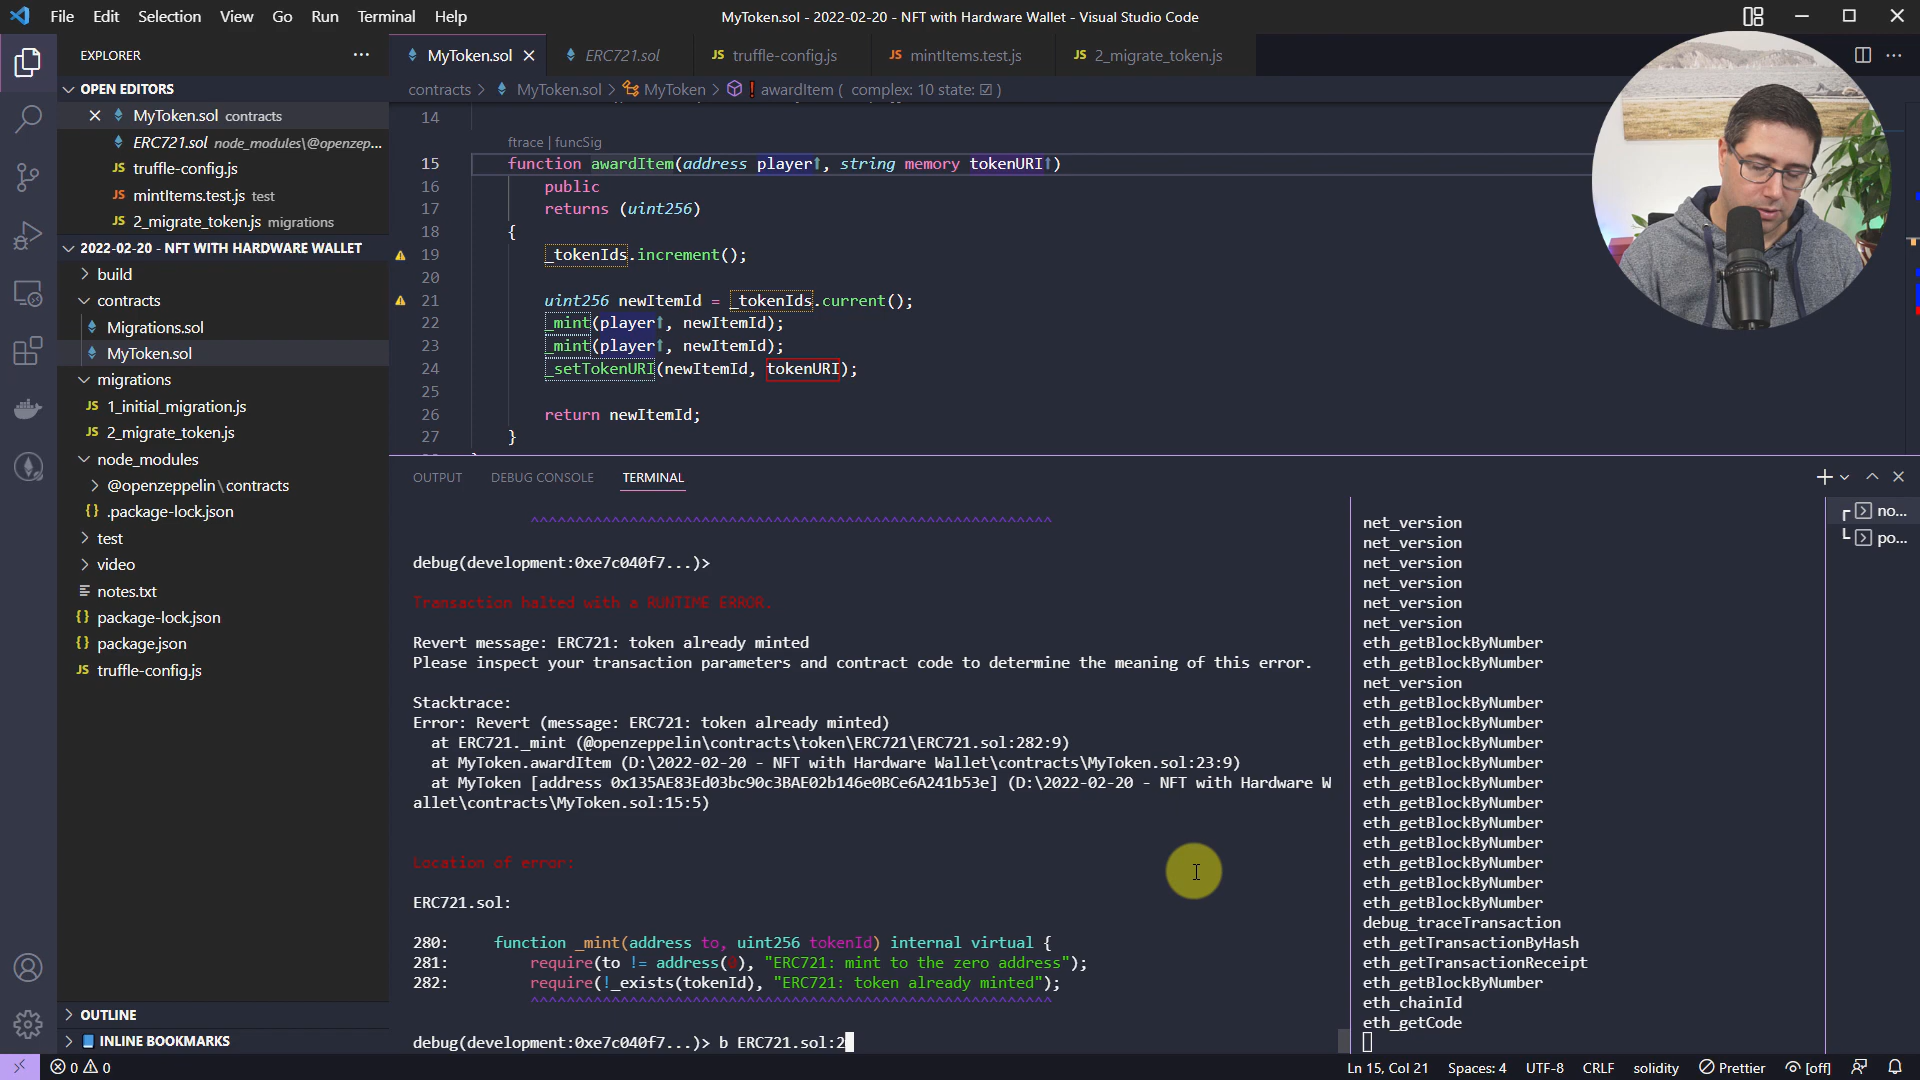 File Edit Selection View Go Run Terminal Help
MyToken.sol - 2022-02-20 - NFT with Hardware Wallet - Visual Studio Code
EXPLORER
MyToken.sol
ERC721.sol
JS truffle-config.js
JS mintItems.test.js
JS 2_migrate_token.js
contracts > MyToken.sol > MyToken > ! awardItem ( complex: 10 state: ☑ )
OPEN EDITORS
MyToken.sol contracts
ERC721.sol node_modules\@openzepp...
JS truffle-config.js
JS mintItems.test.js test
JS 2_migrate_token.js migrations
2022-02-20 - NFT WITH HARDWARE WALLET
build
contracts
Migrations.sol
MyToken.sol
migrations
JS 1_initial_migration.js
JS 2_migrate_token.js
node_modules
@openzeppelin\contracts
{} .package-lock.json
test
video
notes.txt
{} package-lock.json
{} package.json
JS truffle-config.js
OUTLINE
INLINE BOOKMARKS
14
ftrace | funcSig
15 function awardItem(address player↑, string memory tokenURI↑)
16 public
17 returns (uint256)
18 {
19 _tokenIds.increment();
20
21 uint256 newItemId = _tokenIds.current();
22 _mint(player↑, newItemId);
23 _mint(player↑, newItemId);
24 _setTokenURI(newItemId, tokenURI);
25
26 return newItemId;
27 }
OUTPUT DEBUG CONSOLE TERMINAL
^^^^^^^^^^^^^^^^^^^^^^^^^^^^^^^^^^^^^^^^^^^^^^^^^^^^^^^^^^
debug(development:0xe7c040f7...)>
Transaction halted with a RUNTIME ERROR.
Revert message: ERC721: token already minted
Please inspect your transaction parameters and contract code to determine the meaning of this error.
Stacktrace:
Error: Revert (message: ERC721: token already minted)
at ERC721._mint (@openzeppelin\contracts\token\ERC721\ERC721.sol:282:9)
at MyToken.awardItem (D:\2022-02-20 - NFT with Hardware Wallet\contracts\MyToken.sol:23:9)
at MyToken [address 0x135AE83Ed03bc90c3BAE02b146e0BCe6A241b53e] (D:\2022-02-20 - NFT with Hardware W
allet\contracts\MyToken.sol:15:5)
Location of error:
ERC721.sol:
280: function _mint(address to, uint256 tokenId) internal virtual {
281: require(to != address(0), "ERC721: mint to the zero address");
282: require(!_exists(tokenId), "ERC721: token already minted");
^^^^^^^^^^^^^^^^^^^^^^^^^^^^^^^^^^^^^^^^^^^^^^^^^^^^^^^^^^
debug(development:0xe7c040f7...)> b ERC721.sol:2
net_version
net_version
net_version
net_version
net_version
net_version
eth_getBlockByNumber
eth_getBlockByNumber
net_version
eth_getBlockByNumber
eth_getBlockByNumber
eth_getBlockByNumber
eth_getBlockByNumber
eth_getBlockByNumber
eth_getBlockByNumber
eth_getBlockByNumber
eth_getBlockByNumber
eth_getBlockByNumber
eth_getBlockByNumber
eth_getBlockByNumber
debug_traceTransaction
eth_getTransactionByHash
eth_getTransactionReceipt
eth_getBlockByNumber
eth_chainId
eth_getCode
no...
po...
0 0
Ln 15, Col 21 Spaces: 4 UTF-8 CRLF solidity Prettier [off]